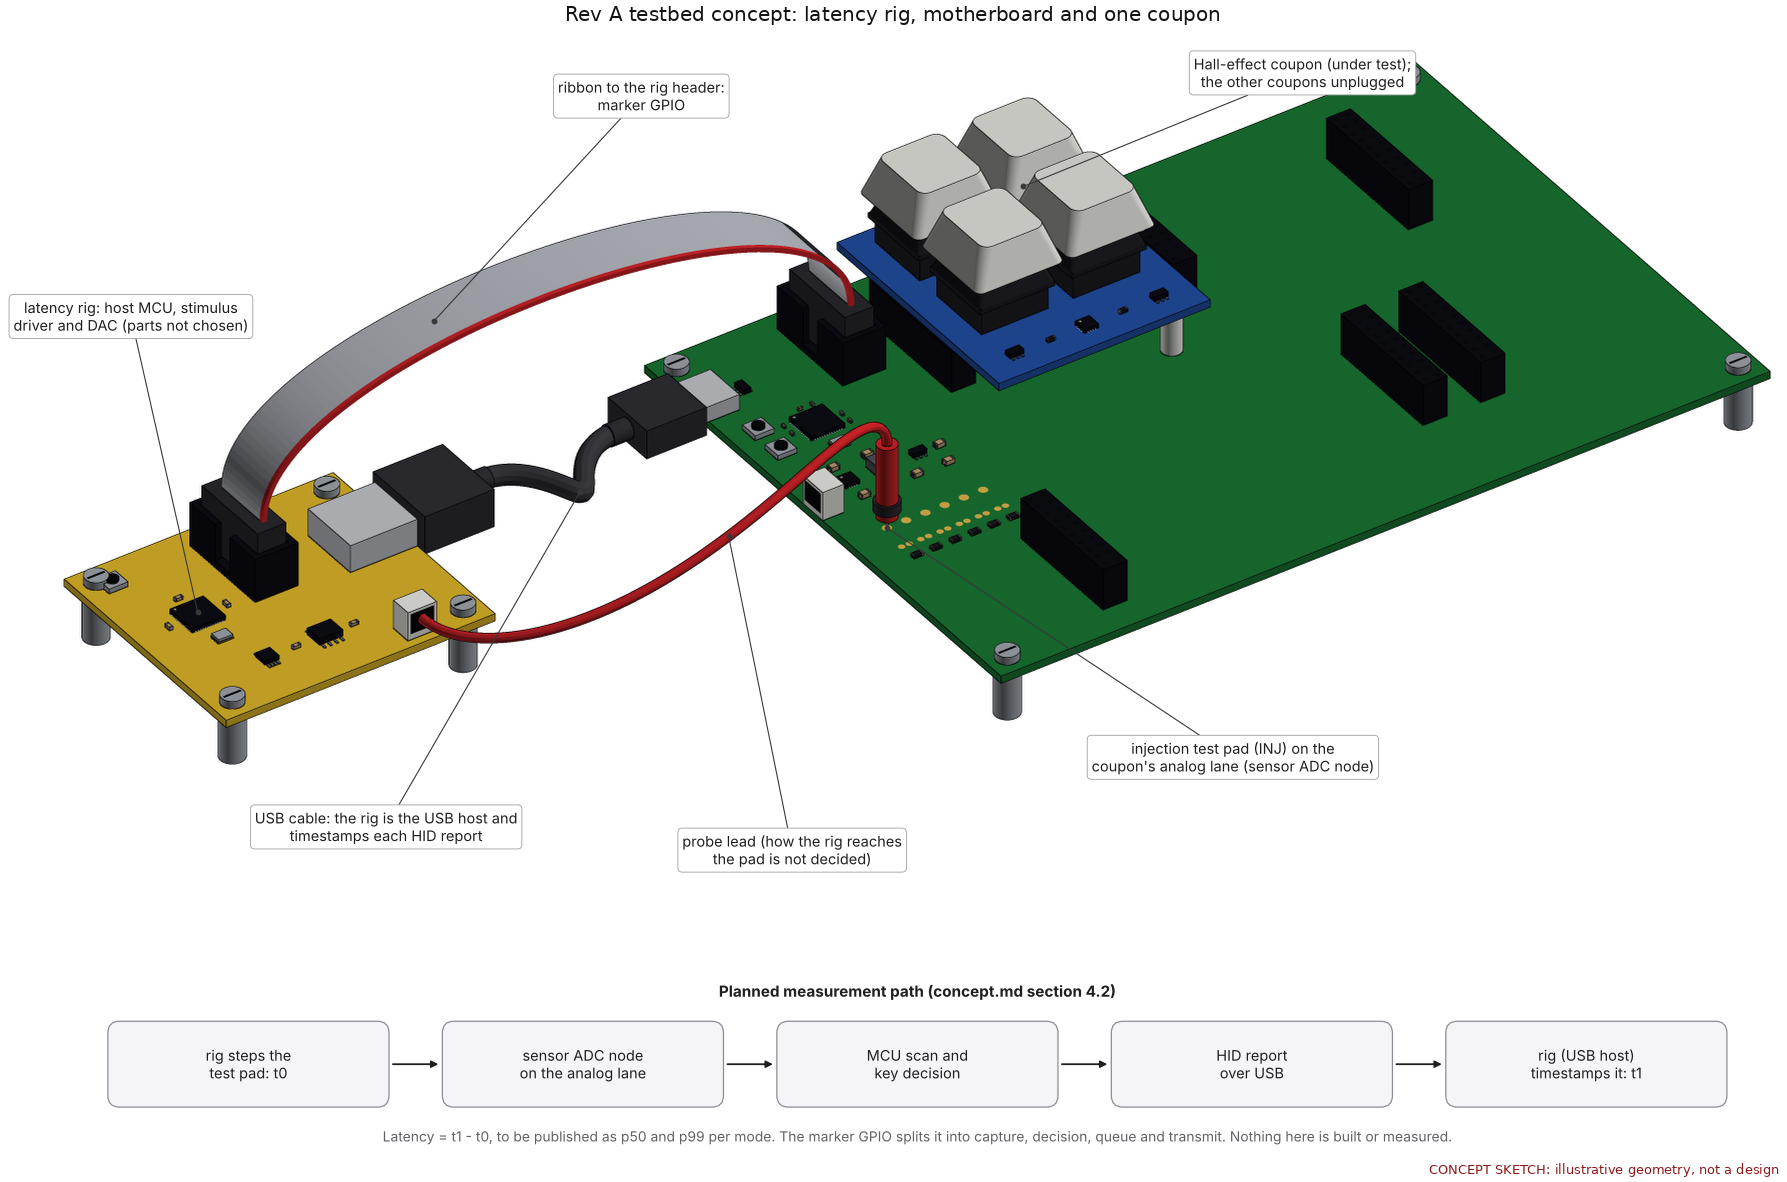 Rev A testbed concept: latency rig, motherboard and one coupon
Hall-effect coupon (under test);
the other coupons unplugged
ribbon to the rig header:
marker GPIO
latency rig: host MCU, stimulus
driver and DAC (parts not chosen)
injection test pad (INJ) on the
coupon's analog lane (sensor ADC node)
USB cable: the rig is the USB host and
timestamps each HID report
probe lead (how the rig reaches
the pad is not decided)
Planned measurement path (concept.md section 4.2)
rig steps the
test pad: t0
sensor ADC node
on the analog lane
MCU scan and
key decision
HID report
over USB
rig (USB host)
timestamps it: t1
Latency = t1 - t0, to be published as p50 and p99 per mode. The marker GPIO splits it into capture, decision, queue and transmit. Nothing here is built or measured.
CONCEPT SKETCH: illustrative geometry, not a design